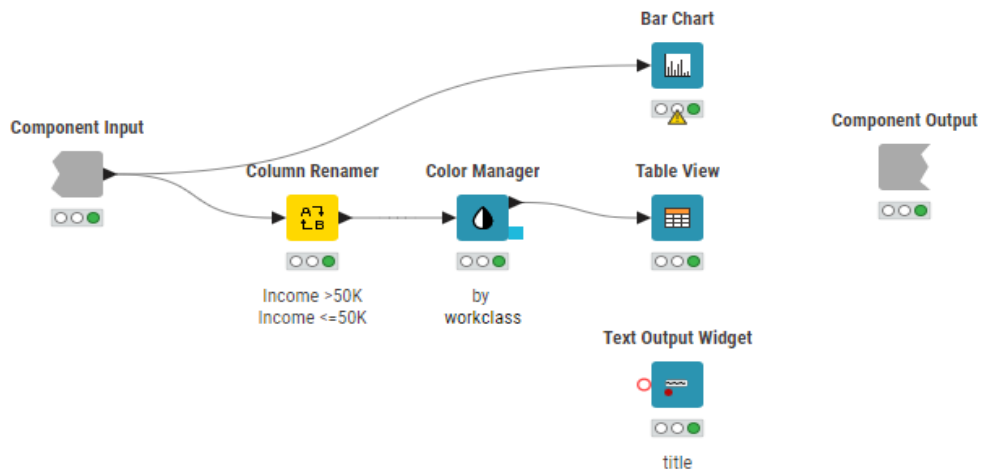 Bar Chart
Component Input
Component Output
Column Renamer
Color Manager
Table View
A
B
Income >50K
Income <=50K
by
workclass
Text Output Widget
title